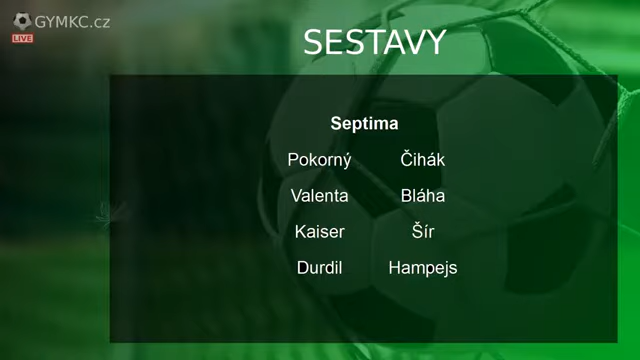 GYMKC.cz
LIVE
SESTAVY
Septima
Pokorný Čihák
Valenta Bláha
Kaiser Šír
Durdil Hampejs